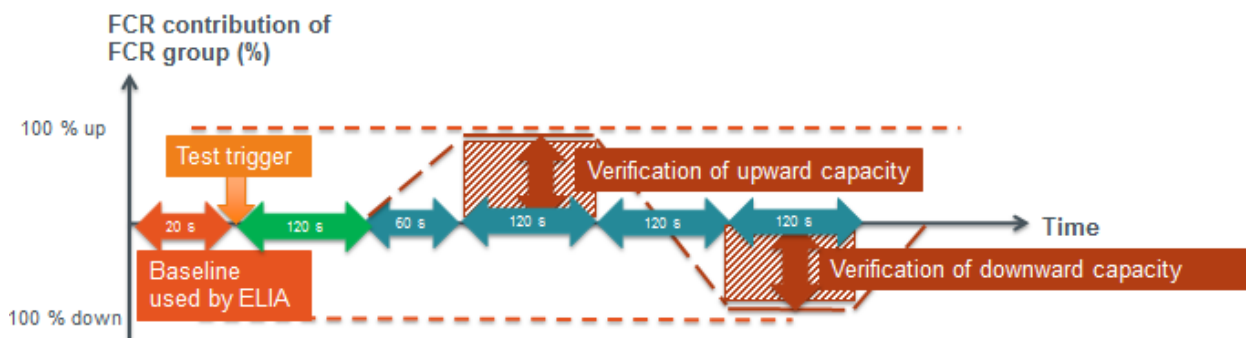 FCR contribution of
FCR group (%)
100 % up
Test trigger
Verification of upward capacity
20 s
120 s
60 s
120 s
120 s
120 s
Time
Baseline
used by ELIA
Verification of downward capacity
100 % down